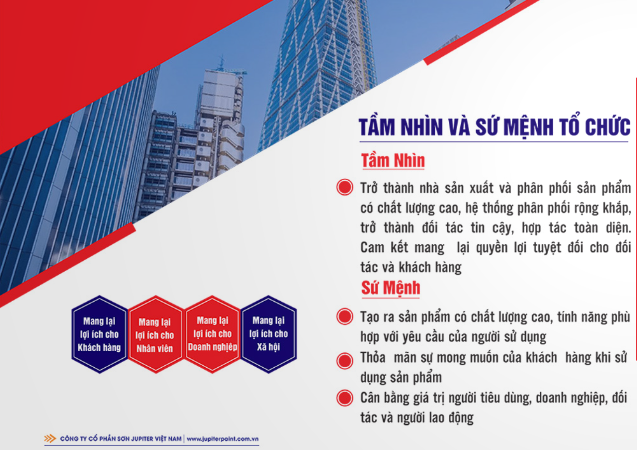 TẦM NHÌN VÀ SỨ MỆNH TỔ CHỨC
Tầm Nhìn
Trở thành nhà sản xuất và phân phối sản phẩm
có chất lượng cao, hệ thống phân phối rộng khắp,
trở thành đối tác tin cậy, hợp tác toàn diện.
Cam kết mang lại quyền lợi tuyệt đối cho đối
tác và khách hàng
Sứ Mệnh
Tạo ra sản phẩm có chất lượng cao, tính năng phù
hợp với yêu cầu của người sử dụng
Thỏa mãn sự mong muốn của khách hàng khi sử
dụng sản phẩm
Cân bằng giá trị người tiêu dùng, doanh nghiệp, đối
tác và người lao động
Mang lại
lợi ích cho
Khách hàng
Mang lại
lợi ích cho
Nhân viên
Mang lại
lợi ích cho
Doanh nghiệp
Mang lại
lợi ích cho
Xã hội
CÔNG TY CỔ PHẦN SƠN JUPITER VIỆT NAM | www.jupiterpaint.com.vn